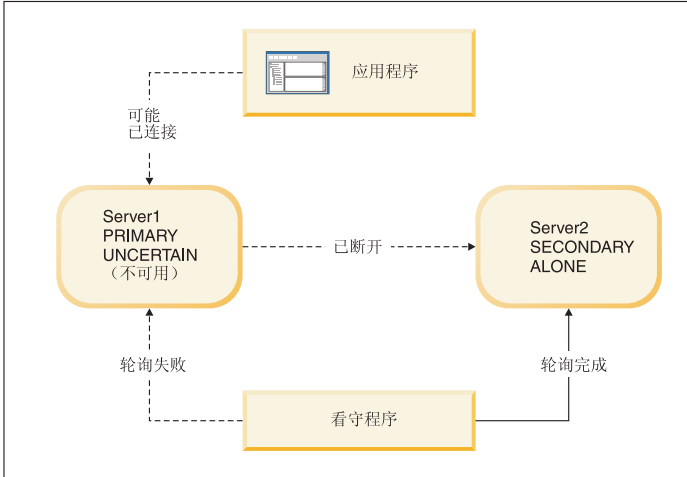 应用程序
可能
已连接
Server1
PRIMARY
UNCERTAIN
（不可用）
已断开
Server2
SECONDARY
ALONE
轮询失败
轮询完成
看守程序